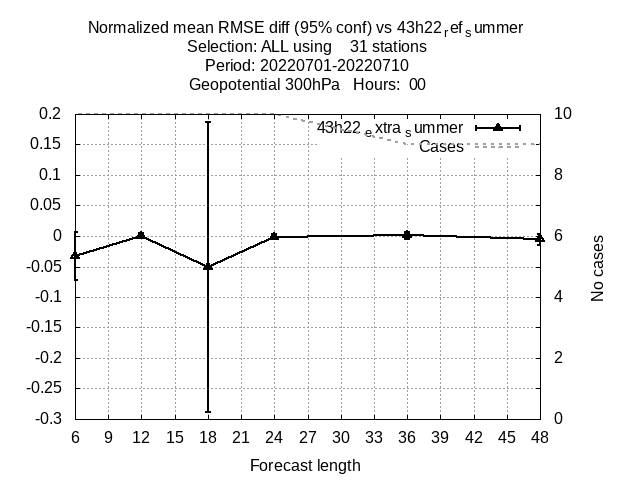 Normalized mean RMSE diff (95% conf) vs 43h22refsummer
Selection: ALL using 31 stations
Period: 20220701-20220710
Geopotential 300hPa Hours: 00
43h22extrasummer
Cases
0.2
0.15
0.1
0.05
0
-0.05
-0.1
-0.15
-0.2
-0.25
-0.3
10
8
6
4
2
0
No cases
6 9 12 15 18 21 24 27 30 33 36 39 42 45 48
Forecast length